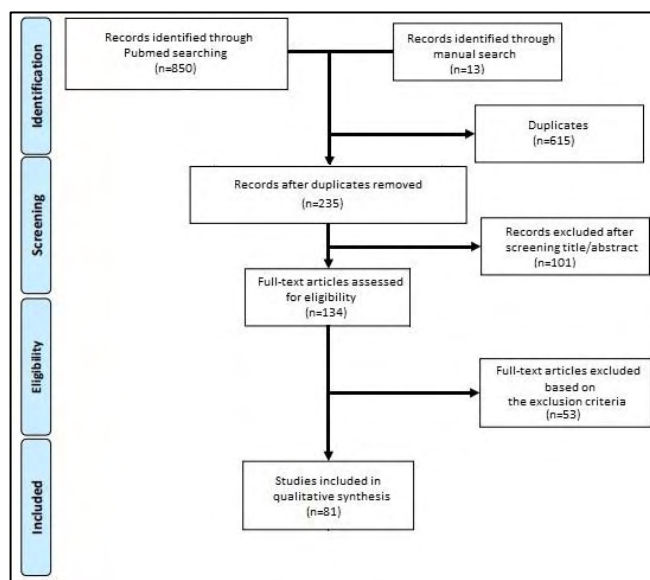 Identification
Records identified through
Pubmed searching
(n=850)
Records identified through
manual search
(n=13)
Duplicates
(n=615)
Screening
Records after duplicates removed
(n=235)
Records excluded after
screening title/abstract
(n=101)
Full-text articles assessed
for eligibility
(n=134)
Eligibility
Full-text articles excluded
based on
the exclusion criteria
(n=53)
Included
Studies included in
qualitative synthesis
(n=81)